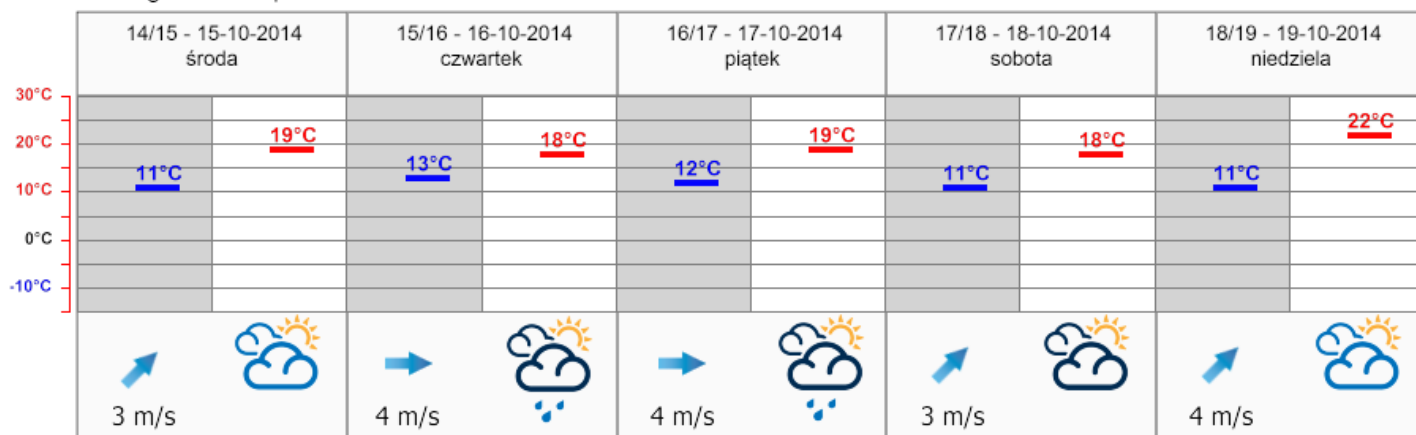 14/15 - 15-10-2014 15/16 - 16-10-2014 16/17 - 17-10-2014 17/18 - 18-10-2014 18/19 - 19-10-2014
środa czwartek piątek sobota niedziela
30°C
22°C
20°C 19°C 18°C 19°C 18°C
11°C 13°C 12°C 11°C 11°C
10°C
0°C
-10°C
3 m/s 4 m/s 4 m/s 3 m/s 4 m/s